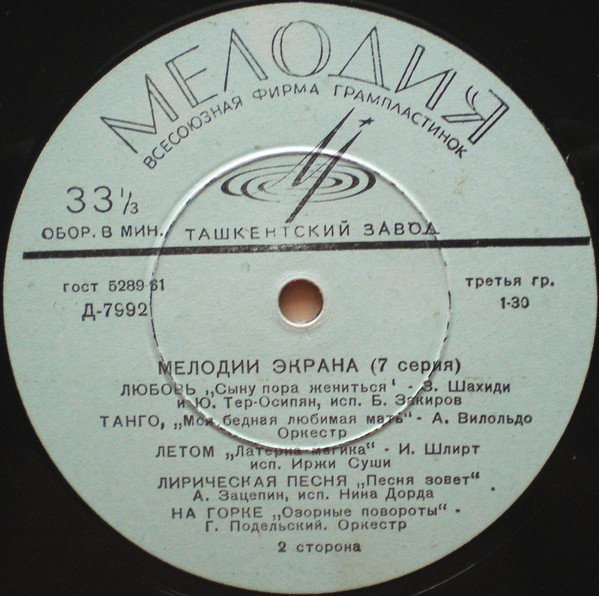 МЕЛОДИЯ
ВСЕСОЮЗНАЯ ФИРМА ГРАМПЛАСТИНОК
33 1/3
ОБОР. В МИН.
ТАШКЕНТСКИЙ ЗАВОД
гост 5289-61
третья гр.
Д-7992
1-30
МЕЛОДИИ ЭКРАНА (7 серия)
ЛЮБОВЬ „Сыну пора жениться' - З. Шахиди
и Ю. Тер-Осипян, исп. Б. Закиров
ТАНГО, „Моя бедная любимая мать" - А. Вилольдо
Оркестр
ЛЕТОМ „Латерна-магика" - И. Шлирт
исп. Иржи Суши
ЛИРИЧЕСКАЯ ПЕСНЯ „Песня зовет"
А. Зацепин, исп. Нина Дорда
НА ГОРКЕ „Озорные повороты" -
Г. Подельский. Оркестр
2 сторона